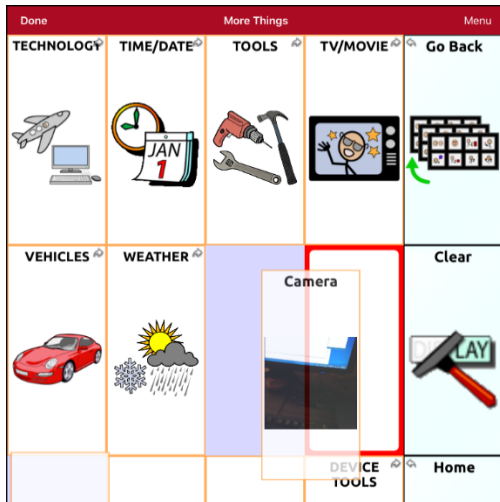 Done More Things Menu
TECHNOLOGY TIME/DATE TOOLS TV/MOVIE Go Back
JAN
1
VEHICLES WEATHER Clear
Camera
DISPLAY
DEVICE
TOOLS
Home